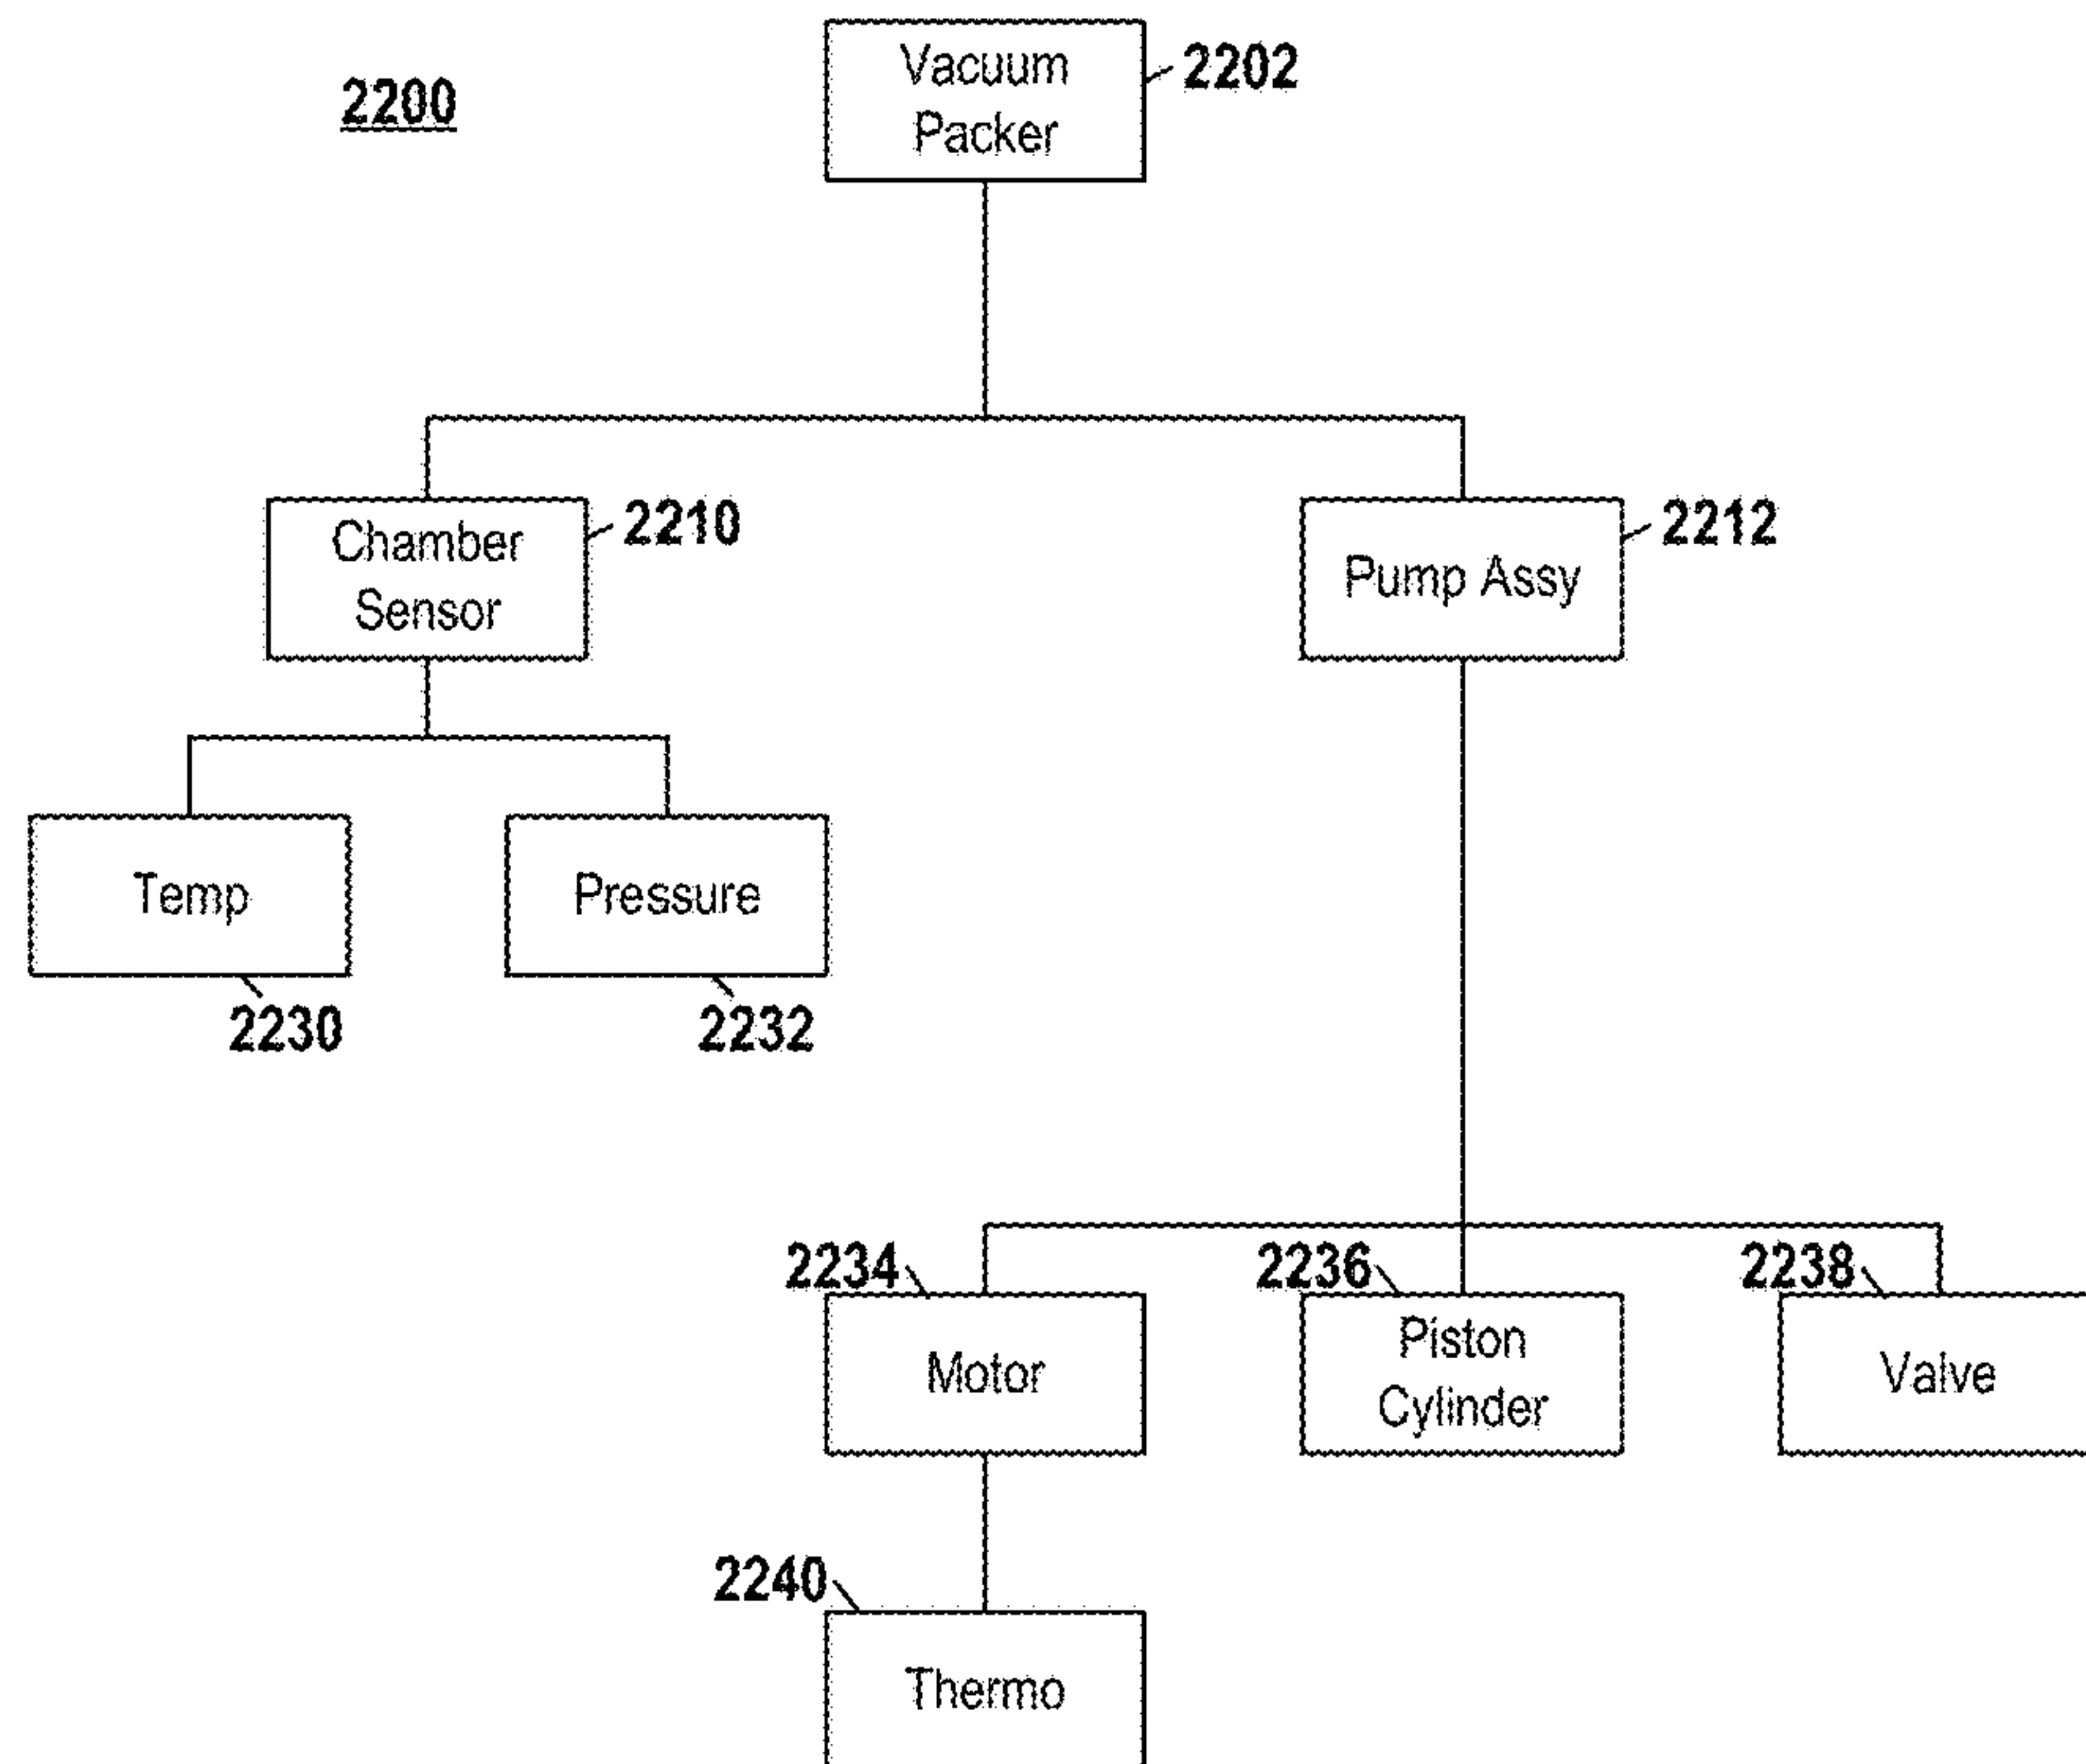 2200
Vacuum
Packer
2202
Chamber
Sensor
2210
Pump Assy
2212
Temp
2230
Pressure
2232
2234
Motor
2236
Piston
Cylinder
2238
Valve
2240
Thermo